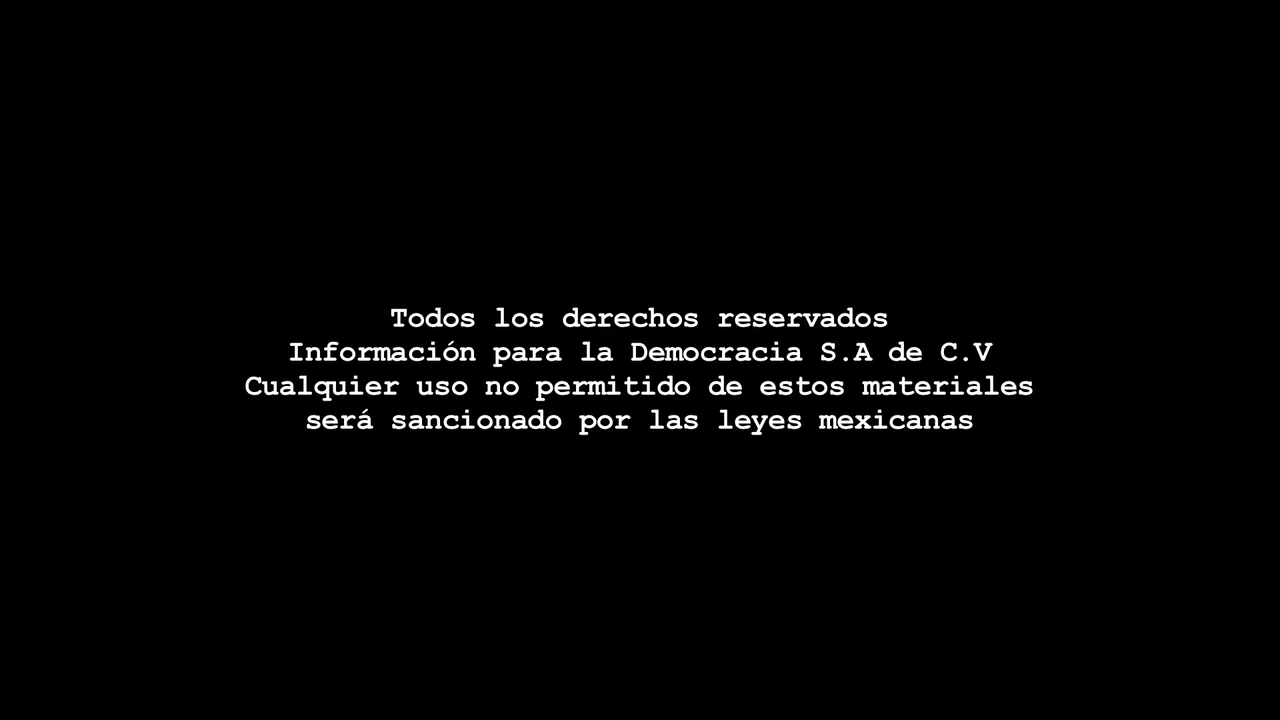 Todos los derechos reservados
Información para la Democracia S.A de C.V
Cualquier uso no permitido de estos materiales
será sancionado por las leyes mexicanas